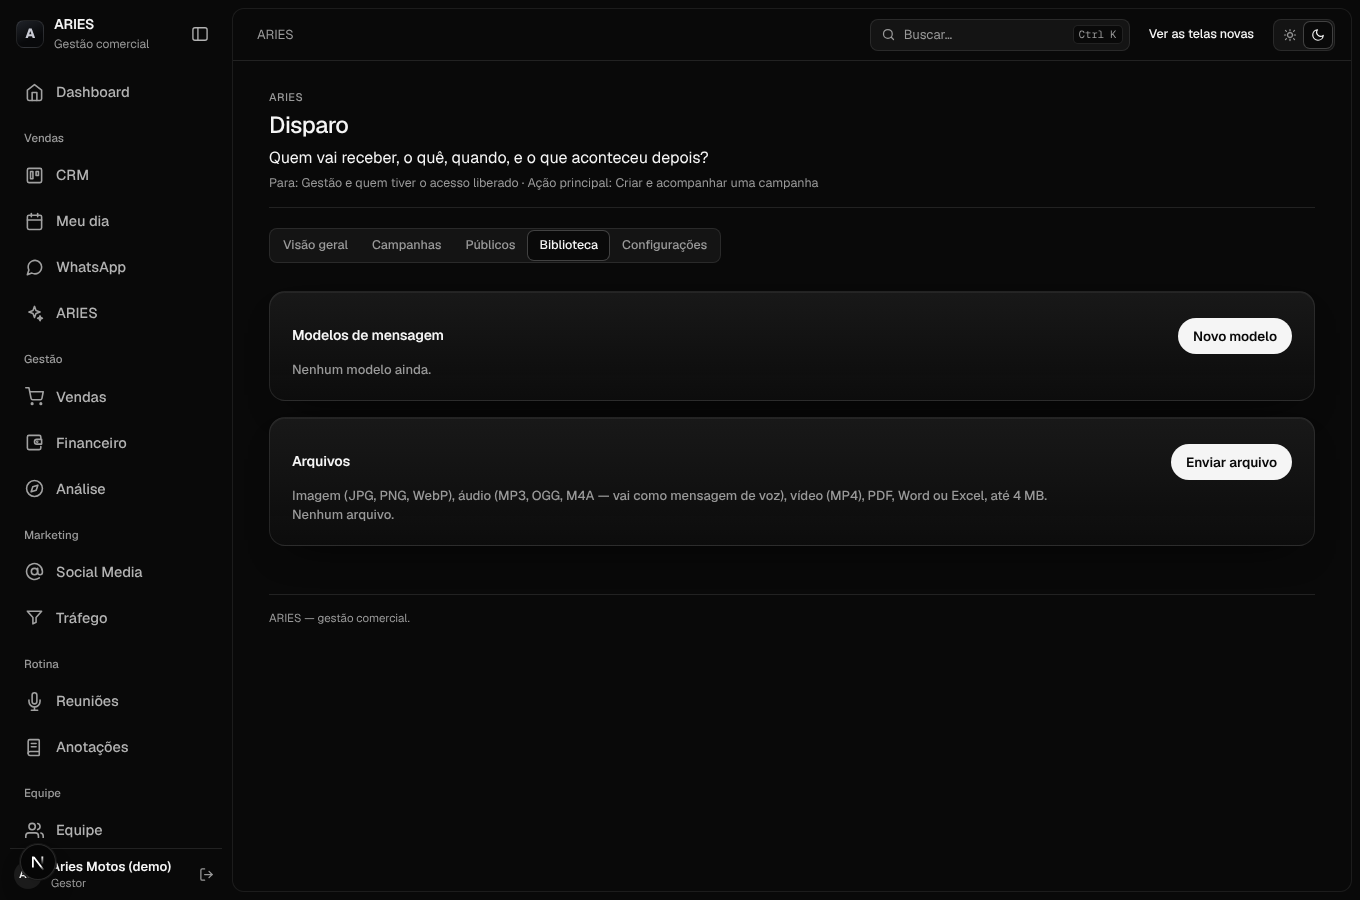 A
ARIES
Gestão comercial
Dashboard
Vendas
CRM
Meu dia
WhatsApp
ARIES
Gestão
Vendas
Financeiro
Análise
Marketing
Social Media
Tráfego
Rotina
Reuniões
Anotações
Equipe
Equipe
N
Aries Motos (demo)
Gestor
ARIES
Buscar...
Ctrl K
Ver as telas novas
ARIES
Disparo
Quem vai receber, o quê, quando, e o que aconteceu depois?
Para: Gestão e quem tiver o acesso liberado · Ação principal: Criar e acompanhar uma campanha
Visão geral
Campanhas
Públicos
Biblioteca
Configurações
Modelos de mensagem
Novo modelo
Nenhum modelo ainda.
Arquivos
Enviar arquivo
Imagem (JPG, PNG, WebP), áudio (MP3, OGG, M4A — vai como mensagem de voz), vídeo (MP4), PDF, Word ou Excel, até 4 MB.
Nenhum arquivo.
ARIES — gestão comercial.